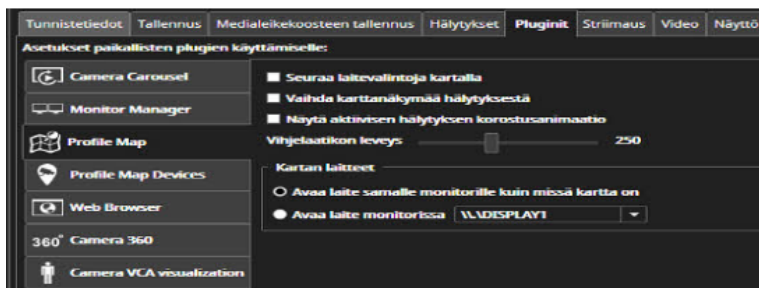 Tunnistetiedot Tallennus Medialeikekoosteen tallennus Hälytykset Pluginit Striimaus Video Näyttö
Asetukset paikallisten plugien käyttämiselle:
Camera Carousel
Monitor Manager
Profile Map
Profile Map Devices
Web Browser
360° Camera 360
Camera VCA visualization
Seuraa laitevalintoja kartalla
Vaihda karttanäkymää hälytyksestä
Näytä aktiivisen hälytyksen korostusanimaatio
Vihjelaatikon leveys 250
Kartan laitteet
Avaa laite samalle monitorille kuin missä kartta on
Avaa laite monitorissa \\.\DISPLAY1